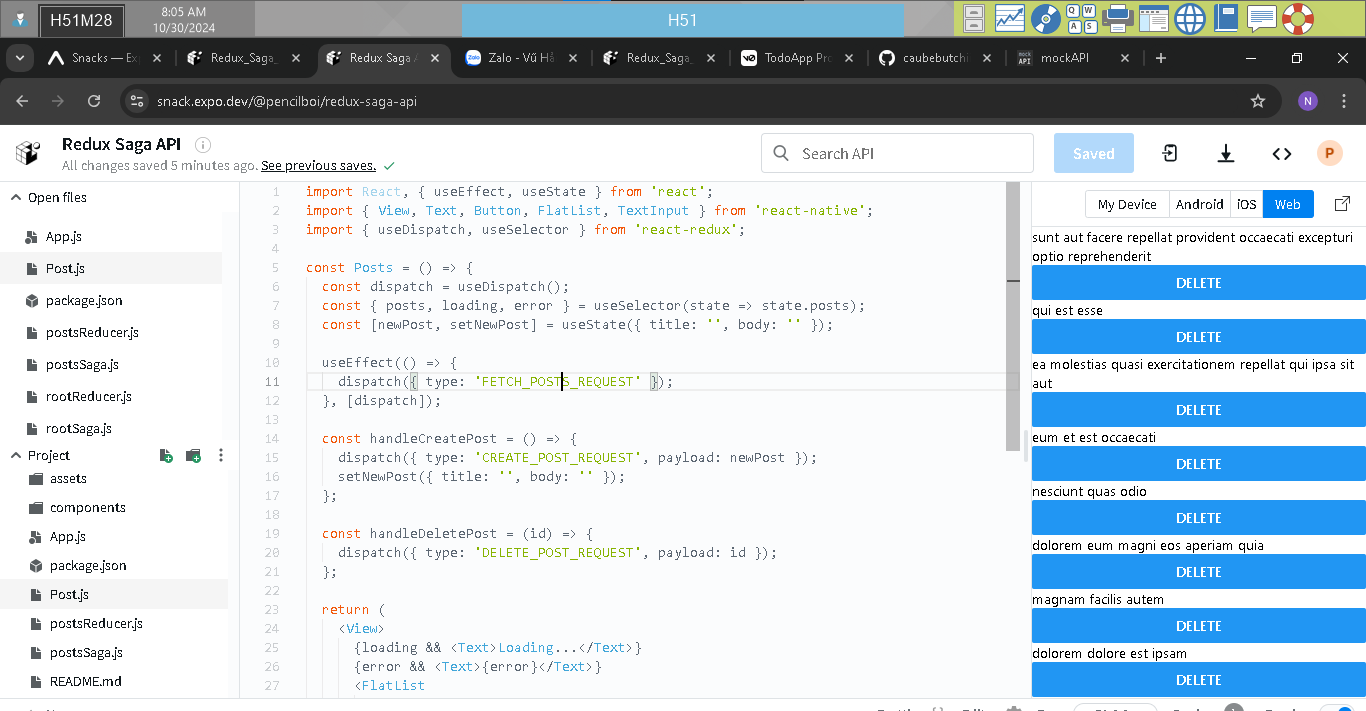 H51M28
8:05 AM
10/30/2024
H51
Q W
A S
Snacks — Ex
Redux_Saga_
Redux Saga A
Zalo - Vũ Hả
Redux_Saga_
TodoApp Pro
caubebutchi
mockAPI
snack.expo.dev/@pencilboi/redux-saga-api
N
Redux Saga API
All changes saved 5 minutes ago. See previous saves.
Search API
Saved
P
Open files
App.js
Post.js
package.json
postsReducer.js
postsSaga.js
rootReducer.js
rootSaga.js
Project
assets
components
App.js
package.json
Post.js
postsReducer.js
postsSaga.js
README.md
1 import React, { useEffect, useState } from 'react';
2 import { View, Text, Button, FlatList, TextInput } from 'react-native';
3 import { useDispatch, useSelector } from 'react-redux';
4
5 const Posts = () => {
6 const dispatch = useDispatch();
7 const { posts, loading, error } = useSelector(state => state.posts);
8 const [newPost, setNewPost] = useState({ title: '', body: '' });
9
10 useEffect(() => {
11 dispatch({ type: 'FETCH_POSTS_REQUEST' });
12 }, [dispatch]);
13
14 const handleCreatePost = () => {
15 dispatch({ type: 'CREATE_POST_REQUEST', payload: newPost });
16 setNewPost({ title: '', body: '' });
17 };
18
19 const handleDeletePost = (id) => {
20 dispatch({ type: 'DELETE_POST_REQUEST', payload: id });
21 };
22
23 return (
24 <View>
25 {loading && <Text>Loading...</Text>}
26 {error && <Text>{error}</Text>}
27 <FlatList
My Device
Android
iOS
Web
sunt aut facere repellat provident occaecati excepturi
optio reprehenderit
DELETE
qui est esse
DELETE
ea molestias quasi exercitationem repellat qui ipsa sit
aut
DELETE
eum et est occaecati
DELETE
nesciunt quas odio
DELETE
dolorem eum magni eos aperiam quia
DELETE
magnam facilis autem
DELETE
dolorem dolore est ipsam
DELETE